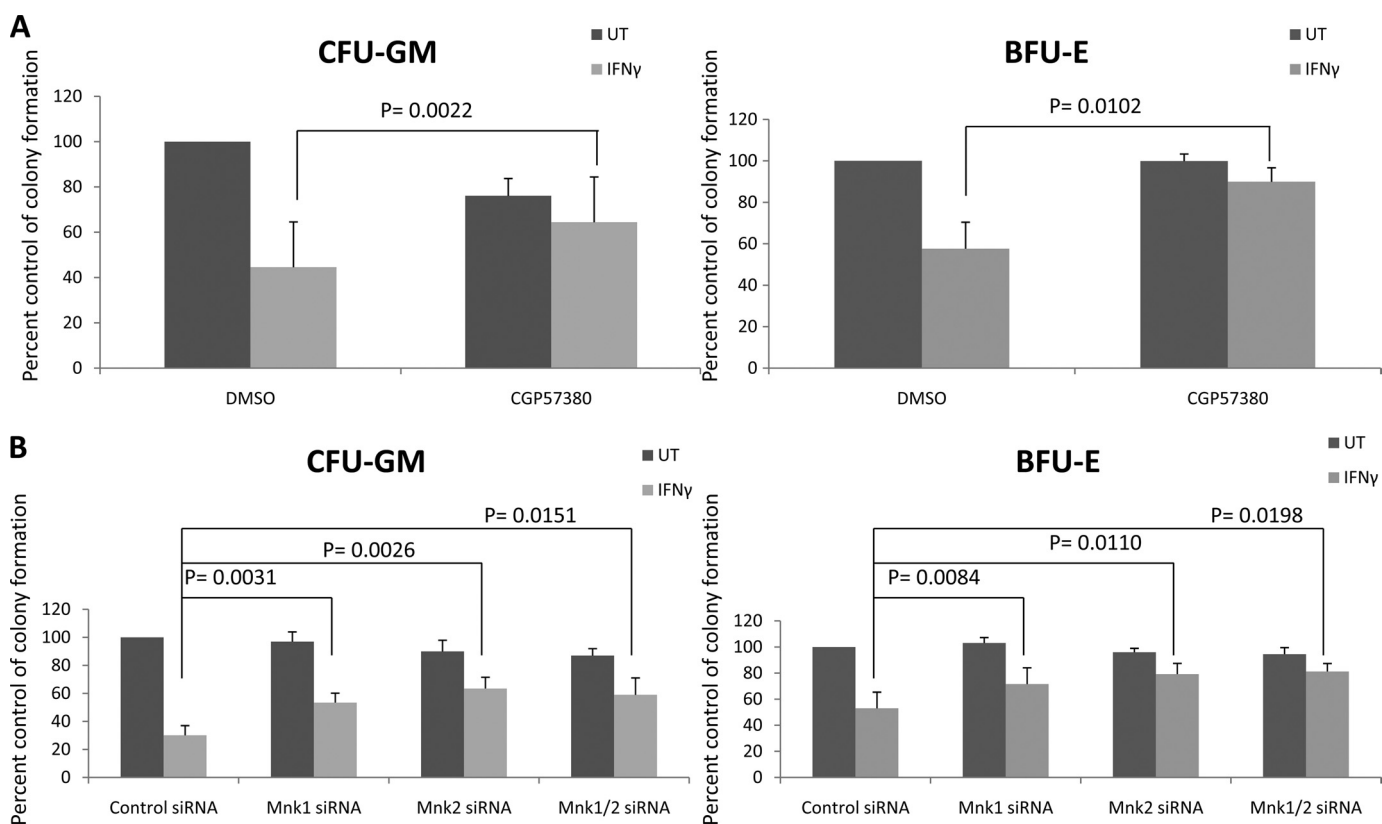 A
CFU-GM
UT
IFNγ
Percent control of colony formation
120
100
80
60
40
20
0
P= 0.0022
DMSO
CGP57380
BFU-E
UT
IFNγ
Percent control of colony formation
120
100
80
60
40
20
0
P= 0.0102
DMSO
CGP57380
B
CFU-GM
UT
IFNγ
Percent control of colony formation
P= 0.0151
P= 0.0026
P= 0.0031
120
100
80
60
40
20
0
Control siRNA
Mnk1 siRNA
Mnk2 siRNA
Mnk1/2 siRNA
BFU-E
UT
IFNγ
Percent control of colony formation
P= 0.0198
P= 0.0110
P= 0.0084
120
100
80
60
40
20
0
Control siRNA
Mnk1 siRNA
Mnk2 siRNA
Mnk1/2 siRNA